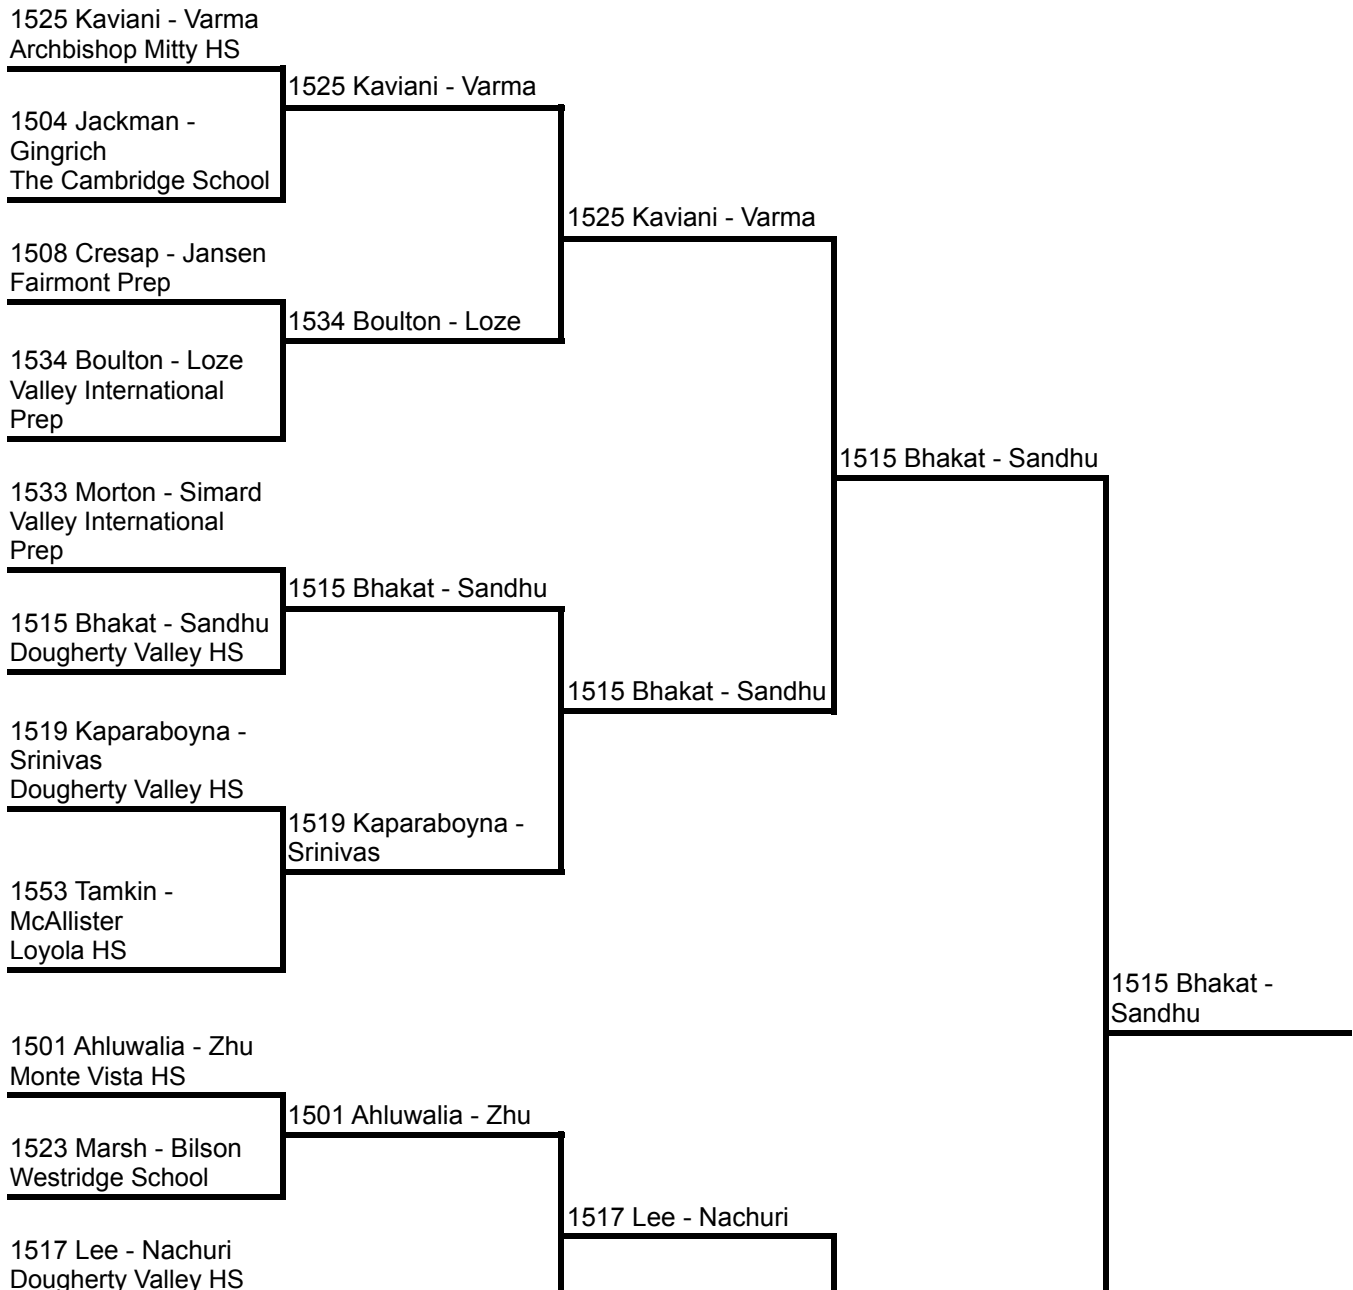 1525 Kaviani - Varma
Archbishop Mitty HS
1525 Kaviani - Varma
1504 Jackman -
Gingrich
The Cambridge School
1525 Kaviani - Varma
1508 Cresap - Jansen
Fairmont Prep
1534 Boulton - Loze
1534 Boulton - Loze
Valley International
Prep
1515 Bhakat - Sandhu
1533 Morton - Simard
Valley International
Prep
1515 Bhakat - Sandhu
1515 Bhakat - Sandhu
Dougherty Valley HS
1515 Bhakat - Sandhu
1519 Kaparaboyna -
Srinivas
Dougherty Valley HS
1519 Kaparaboyna -
Srinivas
1553 Tamkin -
McAllister
Loyola HS
1515 Bhakat -
Sandhu
1501 Ahluwalia - Zhu
Monte Vista HS
1501 Ahluwalia - Zhu
1523 Marsh - Bilson
Westridge School
1517 Lee - Nachuri
1517 Lee - Nachuri
Dougherty Valley HS